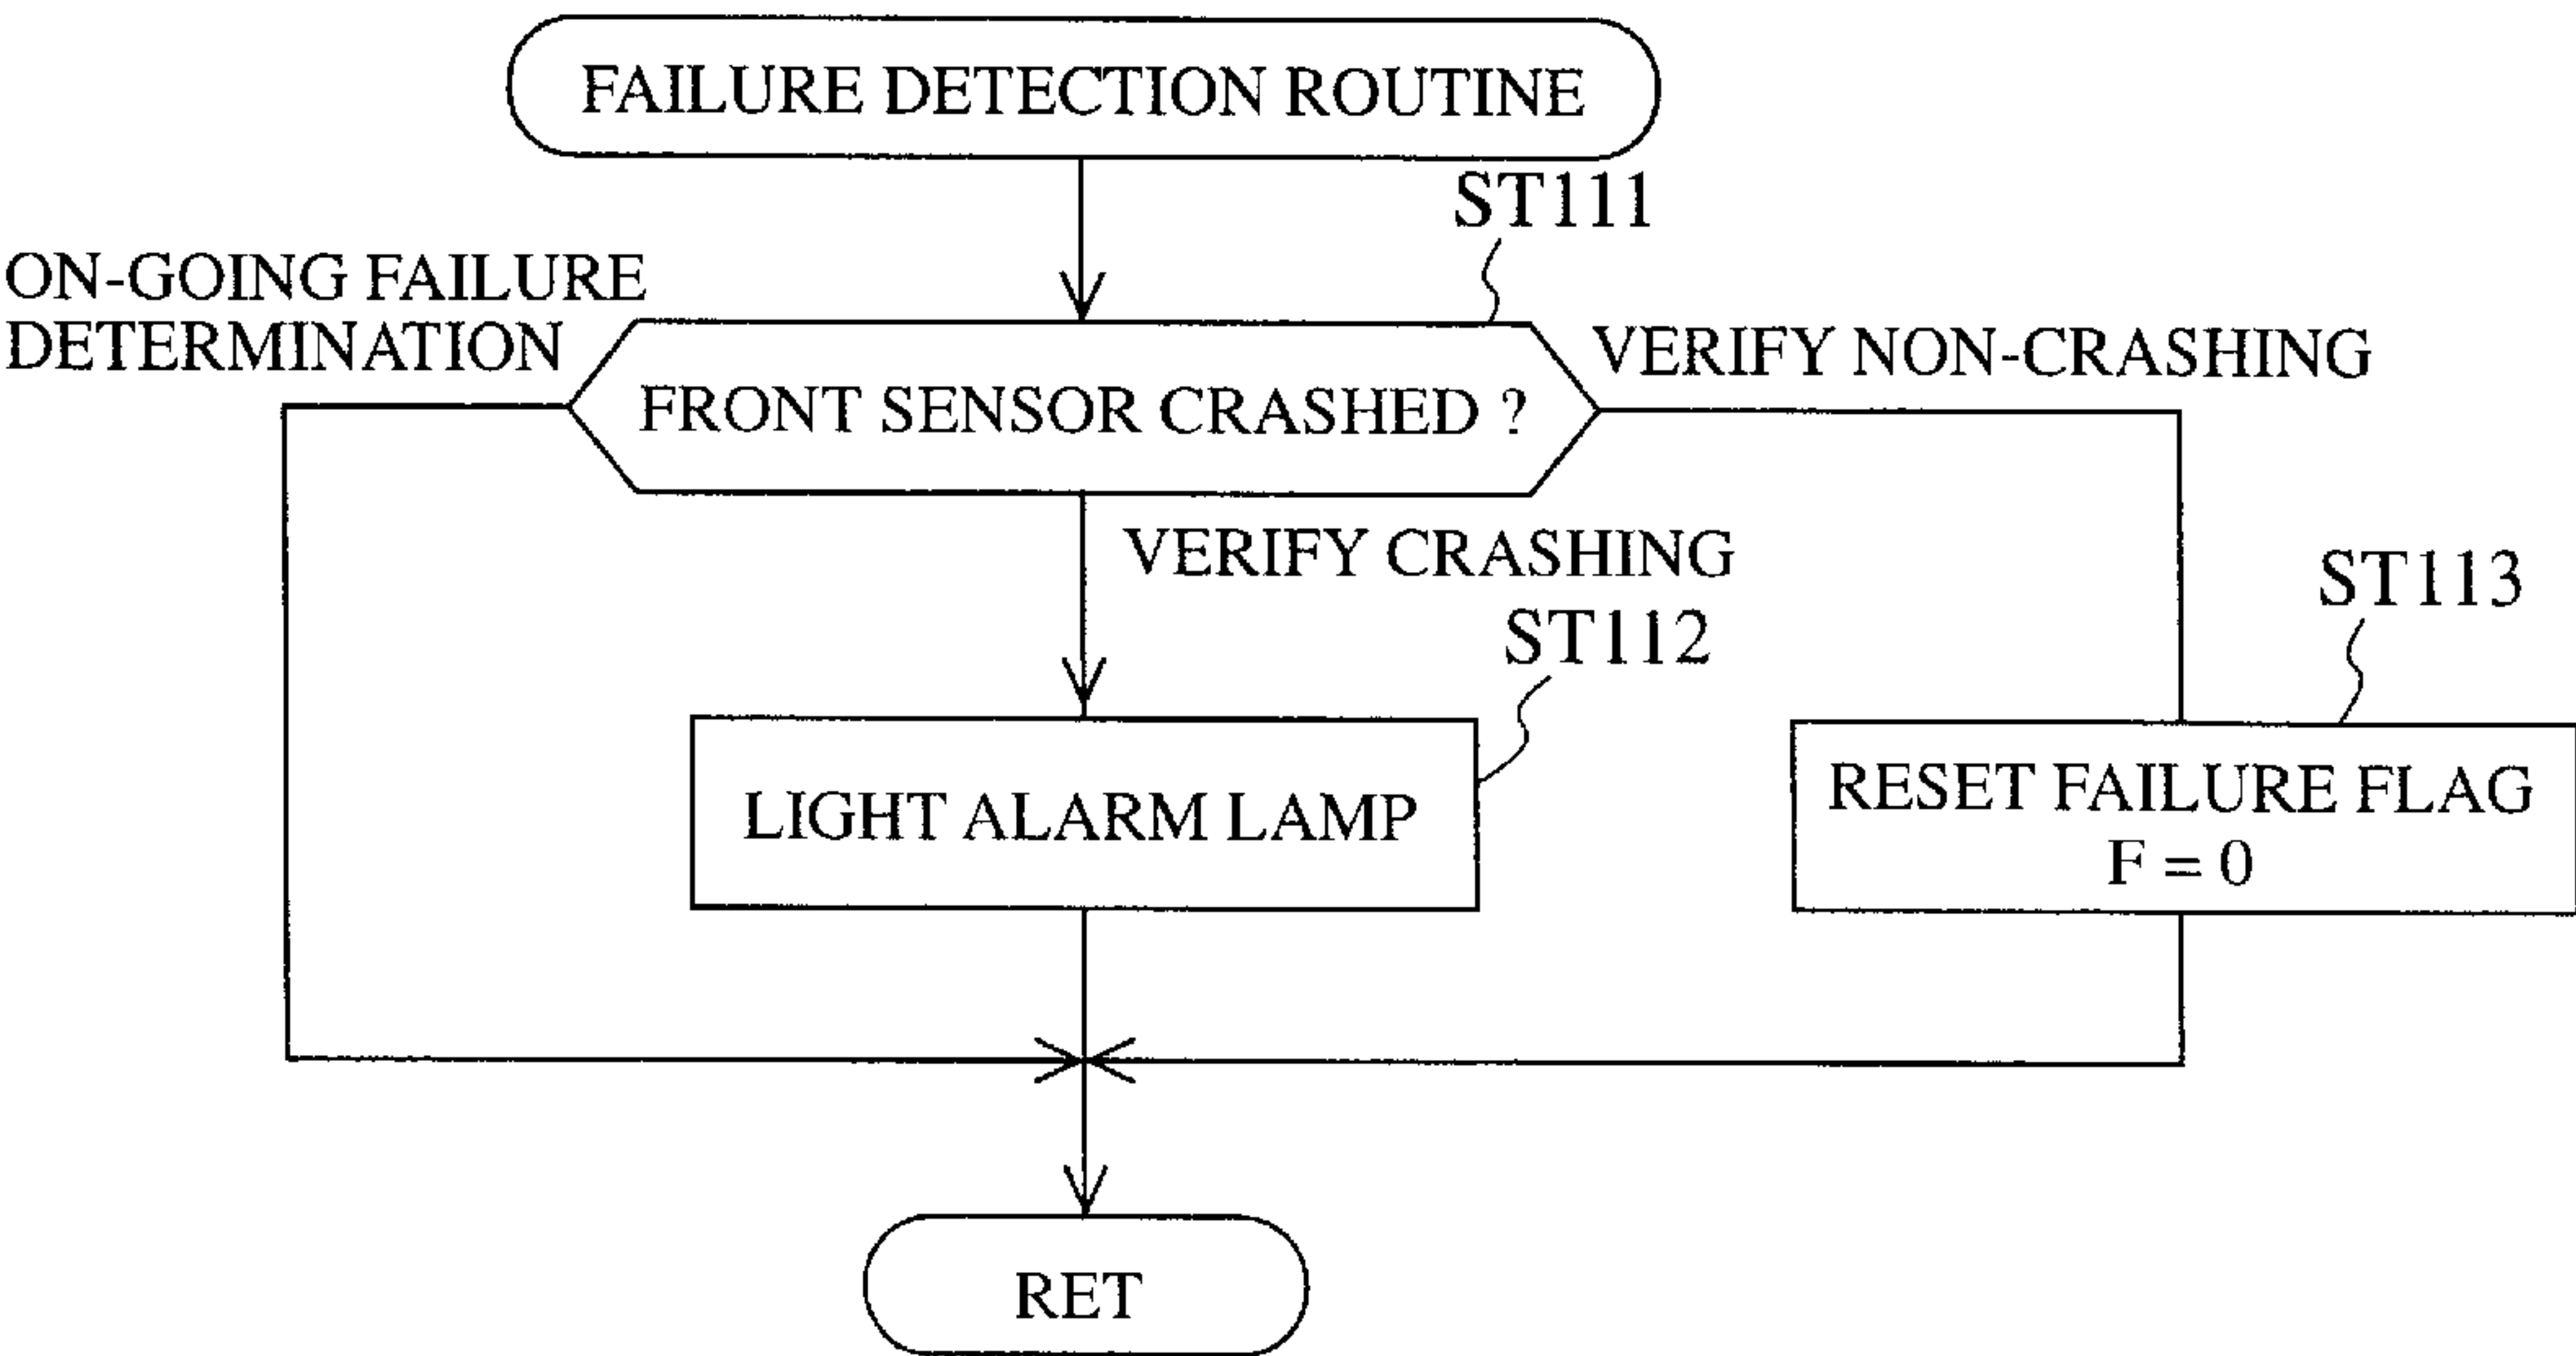 FAILURE DETECTION ROUTINE
ST111
ON-GOING FAILURE
DETERMINATION
VERIFY NON-CRASHING
FRONT SENSOR CRASHED ?
VERIFY CRASHING
ST112
ST113
LIGHT ALARM LAMP
RESET FAILURE FLAG
F = 0
RET